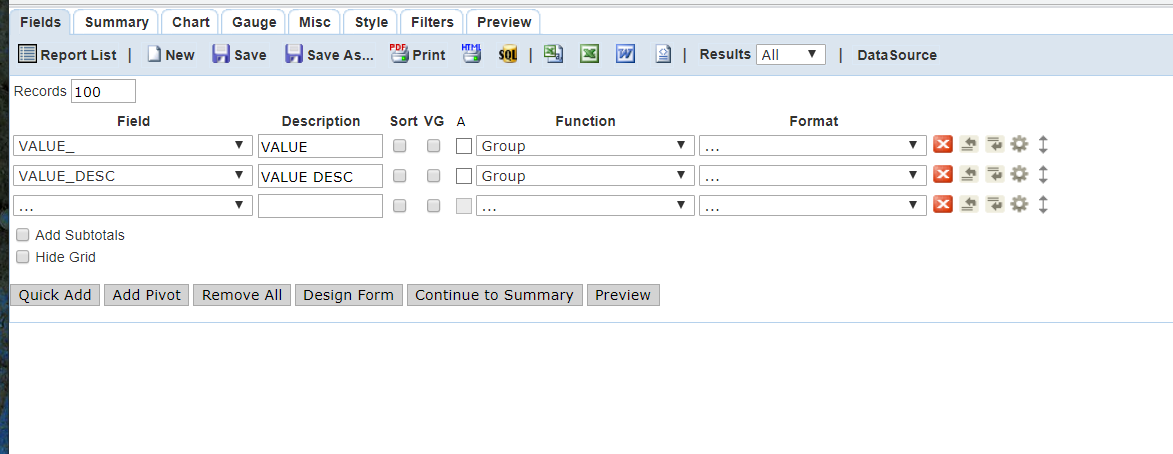 Fields Summary Chart Gauge Misc Style Filters Preview
Report List | New Save Save As... PDF Print HTML SQL | | Results All | DataSource
Records 100
Field Description Sort VG A Function Format
VALUE_ VALUE Group ...
VALUE_DESC VALUE DESC Group ...
... ... ...
Add Subtotals
Hide Grid
Quick Add Add Pivot Remove All Design Form Continue to Summary Preview